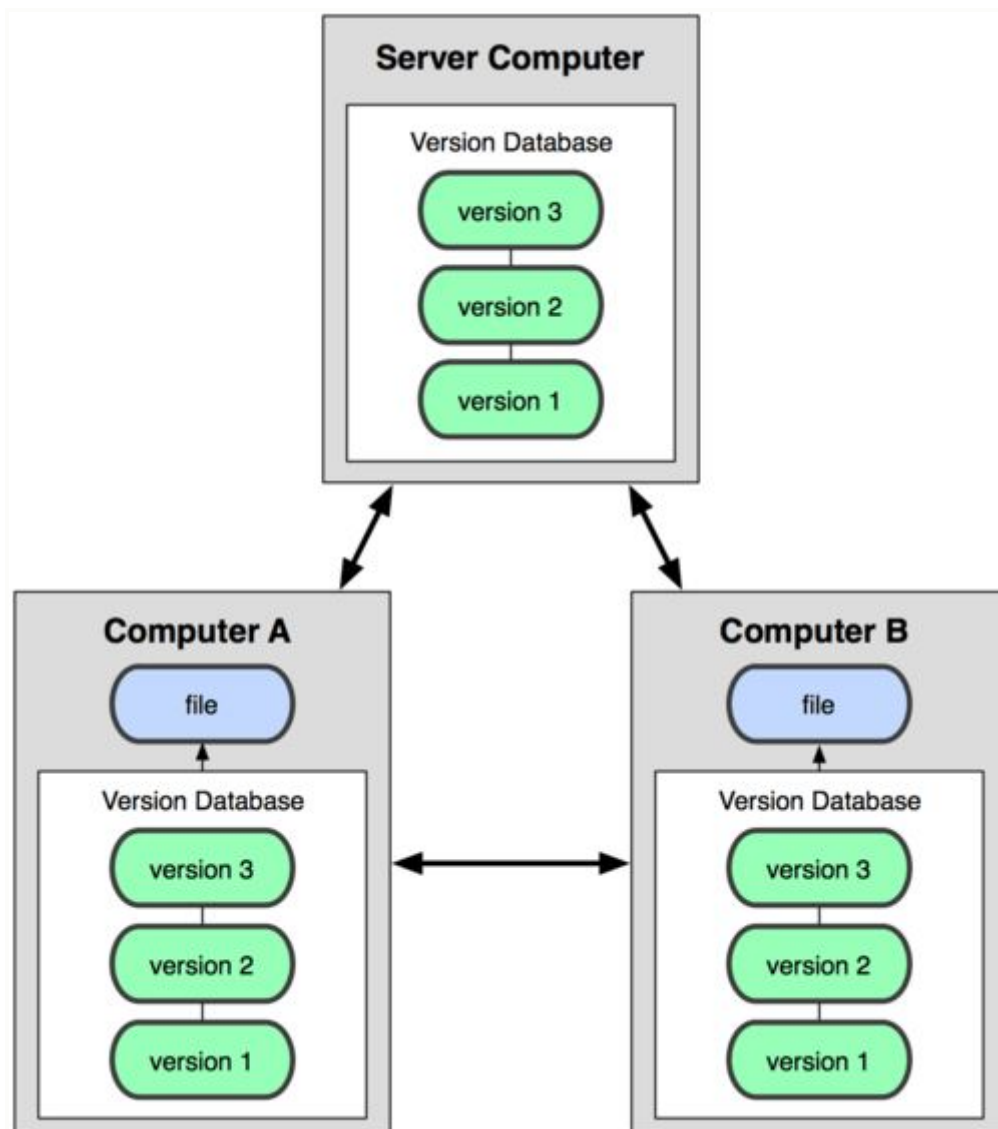 Server Computer
Version Database
version 3
version 2
version 1
Computer A
file
Version Database
version 3
version 2
version 1
Computer B
file
Version Database
version 3
version 2
version 1